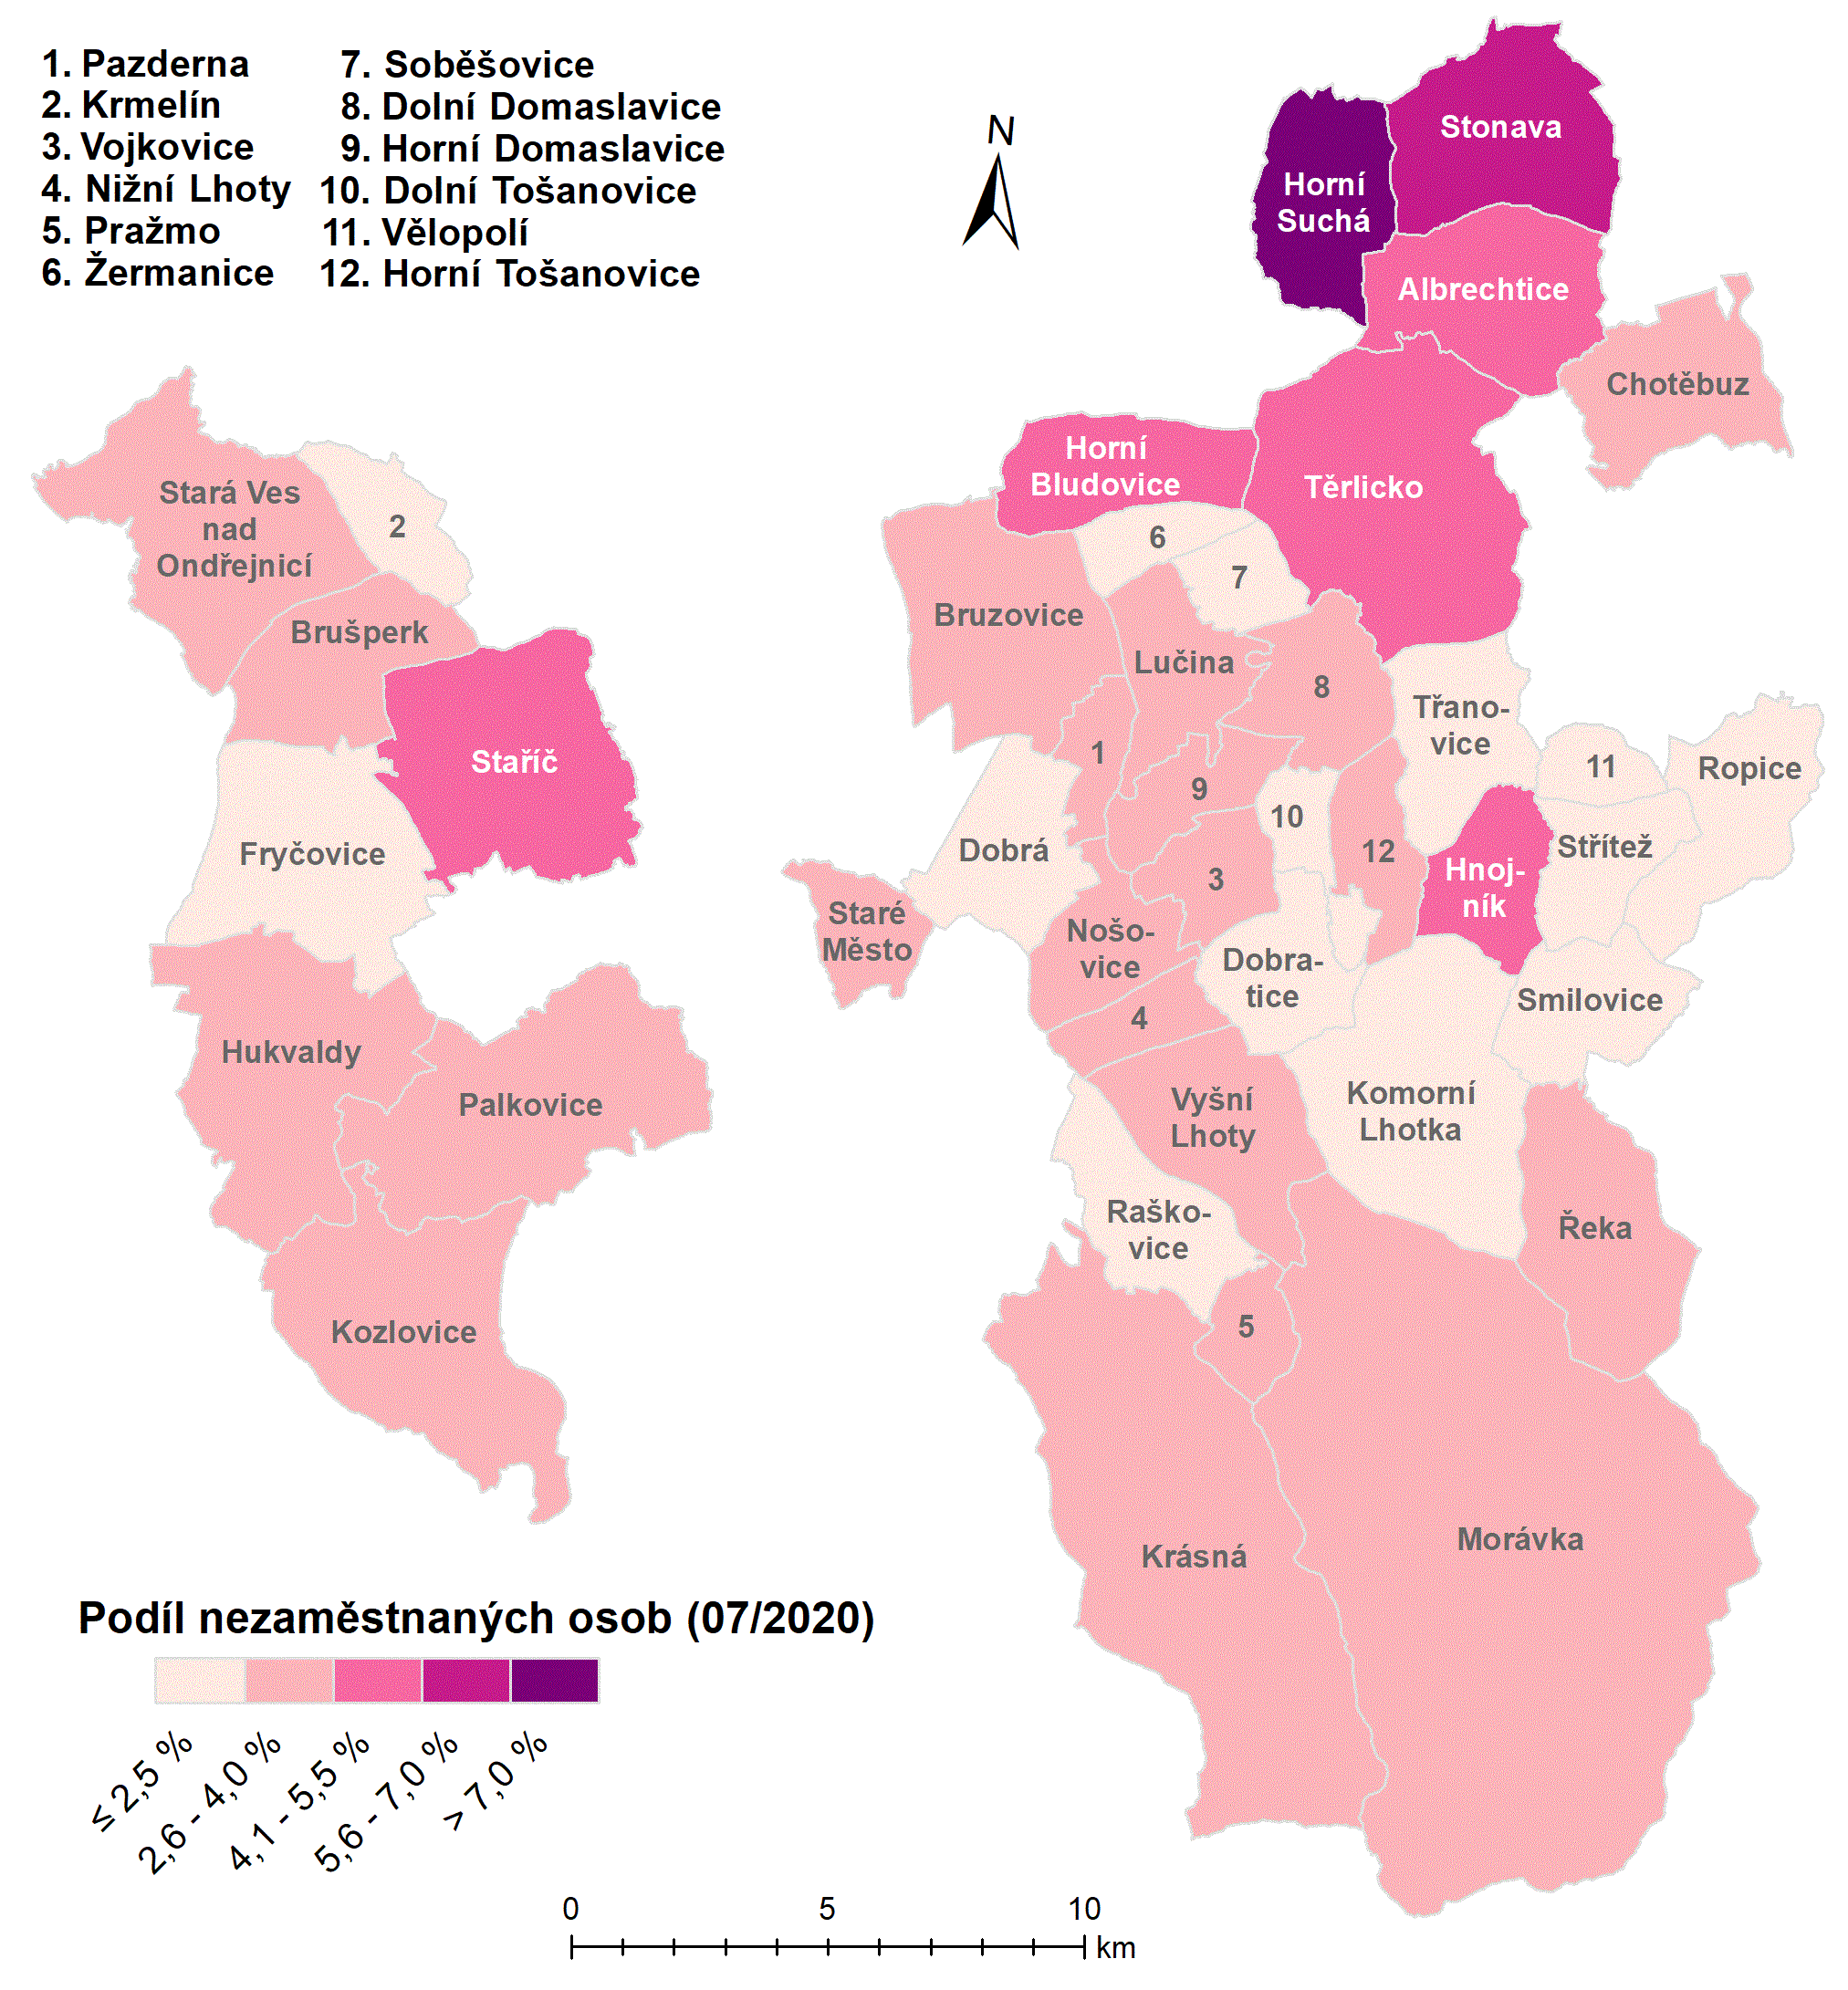 1. Pazderna
2. Krmelín
3. Vojkovice
4. Nižní Lhoty
5. Pražmo
6. Žermanice
7. Soběšovice
8. Dolní Domaslavice
9. Horní Domaslavice
10. Dolní Tošanovice
11. Vělopolí
12. Horní Tošanovice
N
Stonava
Horní
Suchá
Albrechtice
Chotěbuz
Horní
Bludovice
Těrlicko
Stará Ves
nad
Ondřejnicí
2
6
7
Bruzovice
Brušperk
Lučina
8
Třano-
vice
Staříč
1
9
10
11
Ropice
Fryčovice
Dobrá
12
Střítež
3
Hnoj-
ník
Staré
Město
Nošo-
vice
Dobra-
tice
Smilovice
4
Hukvaldy
Palkovice
Vyšní
Lhoty
Komorní
Lhotka
Raško-
vice
Řeka
5
Kozlovice
Krásná
Morávka
Podíl nezaměstnaných osob (07/2020)
≤ 2,5 %
2,6 - 4,0 %
4,1 - 5,5 %
5,6 - 7,0 %
> 7,0 %
0 5 10
km